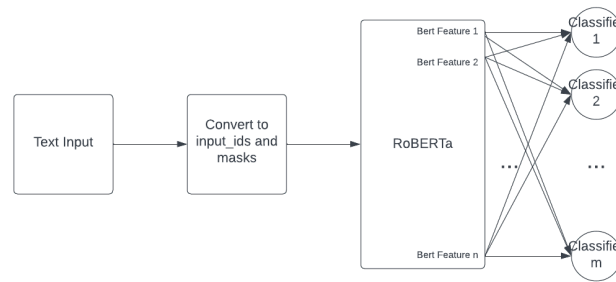 Text Input
Convert to
input_ids and
masks
RoBERTa
Bert Feature 1
Bert Feature 2
...
Bert Feature n
Classifie
1
Classifie
2
...
Classifie
m